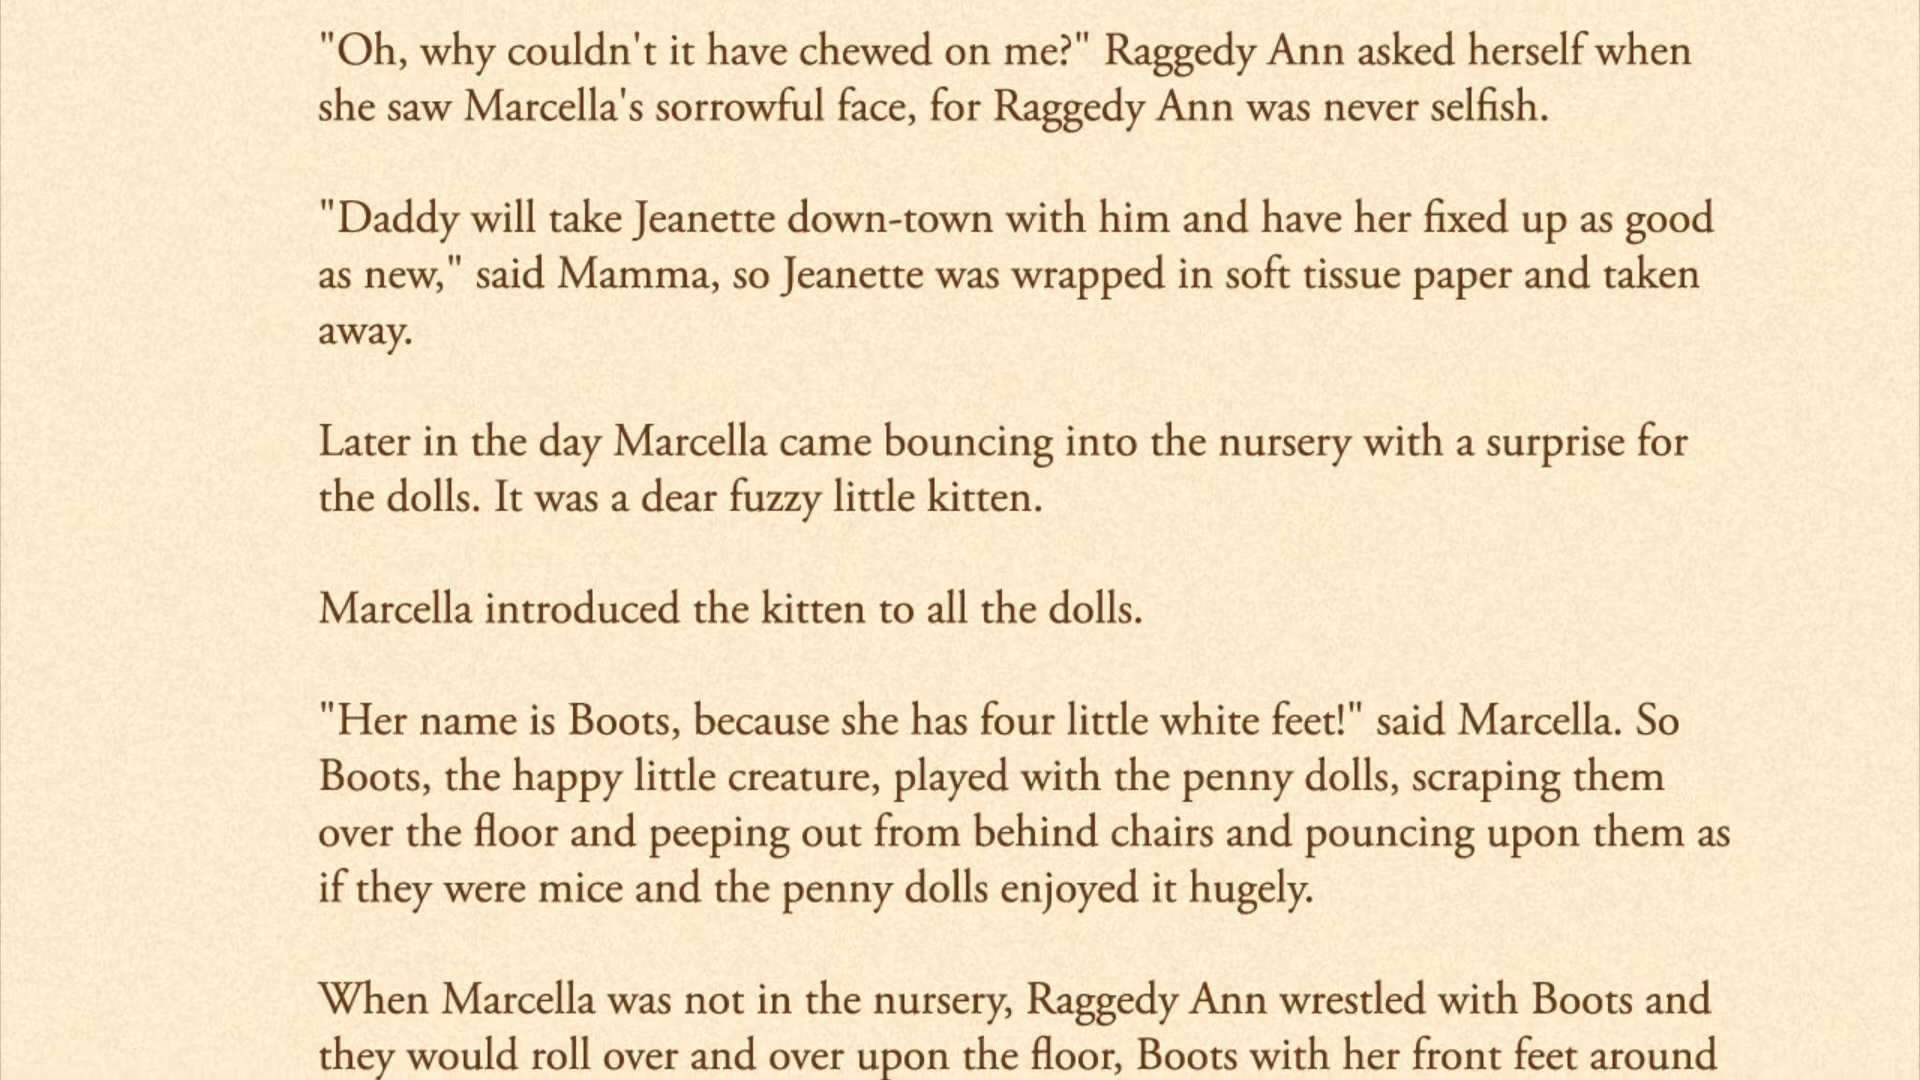 "Oh, why couldn't it have chewed on me?" Raggedy Ann asked herself when
she saw Marcella's sorrowful face, for Raggedy Ann was never selfish.
"Daddy will take Jeanette down-town with him and have her fixed up as good
as new," said Mamma, so Jeanette was wrapped in soft tissue paper and taken
away.
Later in the day Marcella came bouncing into the nursery with a surprise for
the dolls. It was a dear fuzzy little kitten.
Marcella introduced the kitten to all the dolls.
"Her name is Boots, because she has four little white feet!" said Marcella. So
Boots, the happy little creature, played with the penny dolls, scraping them
over the floor and peeping out from behind chairs and pouncing upon them as
if they were mice and the penny dolls enjoyed it hugely.
When Marcella was not in the nursery, Raggedy Ann wrestled with Boots and
they would roll over and over upon the floor, Boots with her front feet around